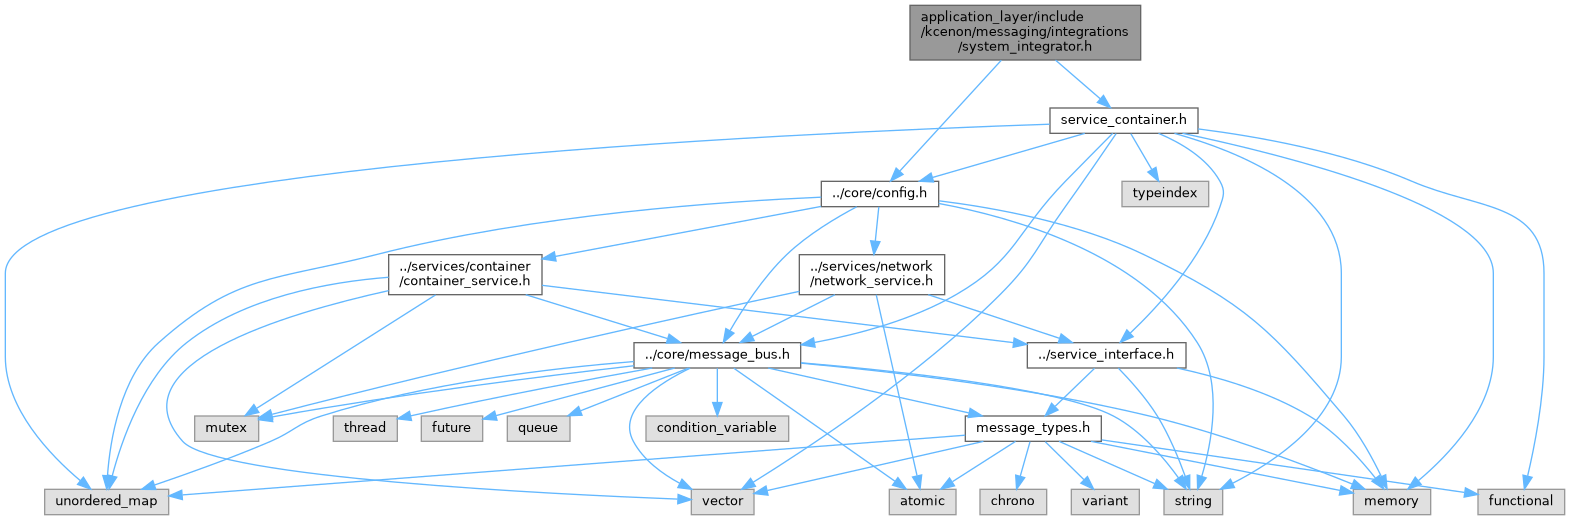 application_layer/include
/kcenon/messaging/integrations
/system_integrator.h
service_container.h
../core/config.h
typeindex
../services/container
/container_service.h
../services/network
/network_service.h
../core/message_bus.h
../service_interface.h
mutex
thread
future
queue
condition_variable
message_types.h
unordered_map
vector
atomic
chrono
variant
string
memory
functional